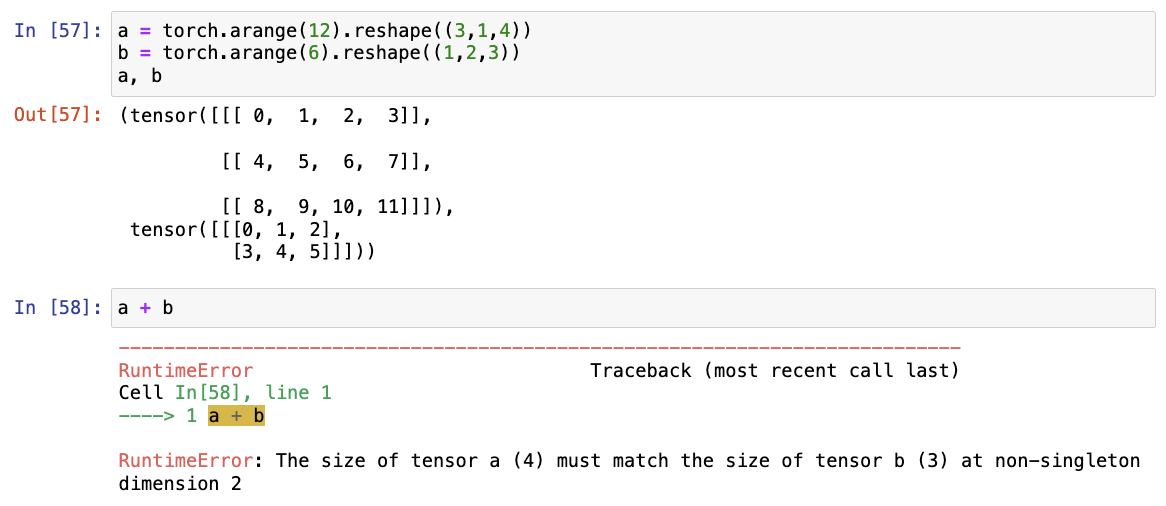 In [57]: a = torch.arange(12).reshape((3,1,4))
b = torch.arange(6).reshape((1,2,3))
a, b
Out[57]: (tensor([[[ 0,  1,  2,  3]],
[[ 4,  5,  6,  7]],
[[ 8,  9, 10, 11]]]),
tensor([[[0, 1, 2],
[3, 4, 5]]]))
In [58]: a + b
---------------------------------------------------------------------------
RuntimeError                              Traceback (most recent call last)
Cell In[58], line 1
----> 1 a + b
RuntimeError: The size of tensor a (4) must match the size of tensor b (3) at non-singleton
dimension 2